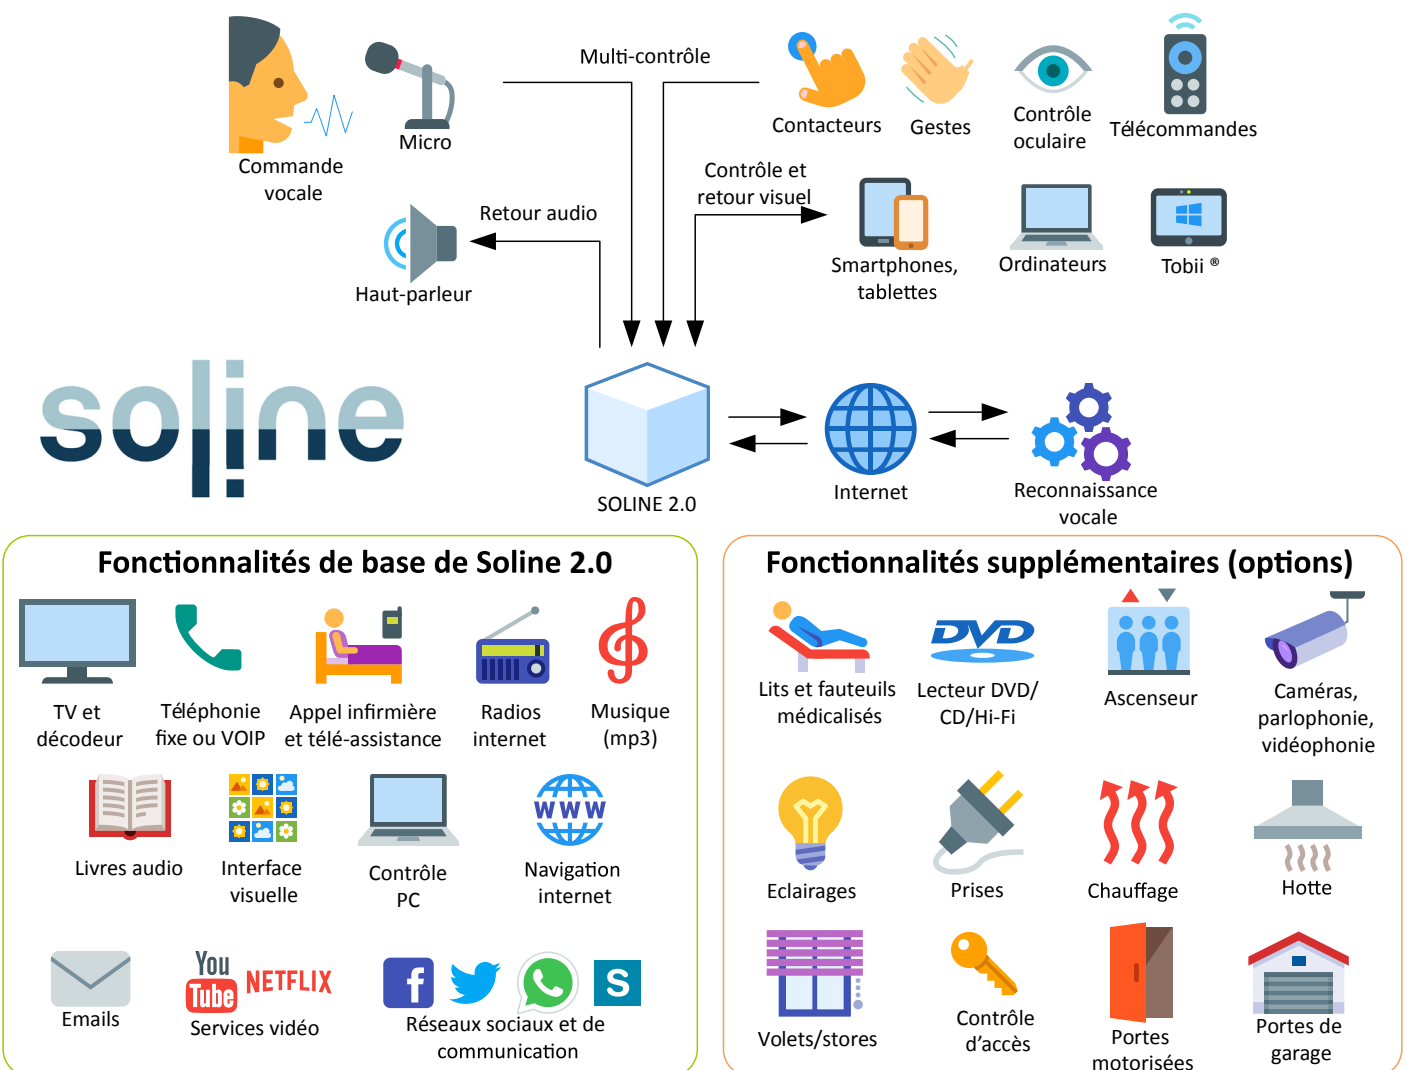 Multi-contrôle
Commande
vocale
Micro
Contacteurs
Gestes
Contrôle
oculaire
Télécommandes
Contrôle et
retour visuel
Retour audio
Haut-parleur
Smartphones,
tablettes
Ordinateurs
Tobii ®
soline
SOLINE 2.0
Internet
Reconnaissance
vocale
Fonctionnalités de base de Soline 2.0
TV et
décodeur
Téléphonie
fixe ou VOIP
Appel infirmière
et télé-assistance
Radios
internet
Musique
(mp3)
Livres audio
Interface
visuelle
Contrôle
PC
WWW
Navigation
internet
Emails
You
Tube
NETFLIX
Services vidéo
f
S
Réseaux sociaux et de
communication
Fonctionnalités supplémentaires (options)
Lits et fauteuils
médicalisés
DVD
Lecteur DVD/
CD/Hi-Fi
Ascenseur
Caméras,
parlophonie,
vidéophonie
Eclairages
Prises
Chauffage
Hotte
Volets/stores
Contrôle
d'accès
Portes
motorisées
Portes de
garage